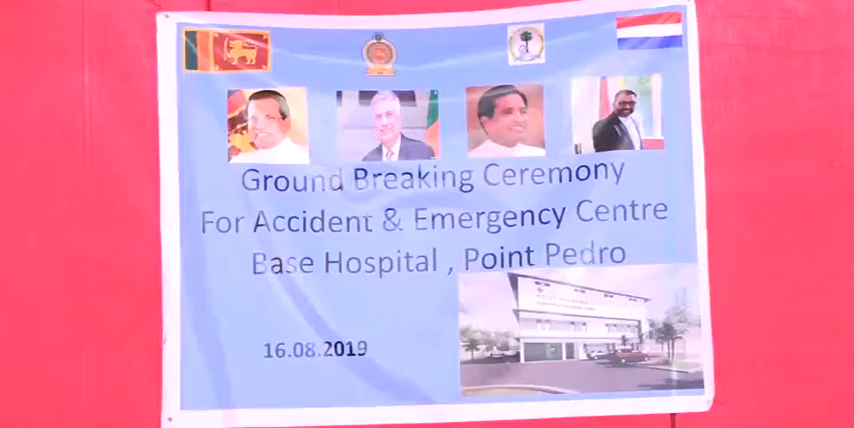 Ground Breaking Ceremony
For Accident & Emergency Centre
Base Hospital , Point Pedro
16.08.2019